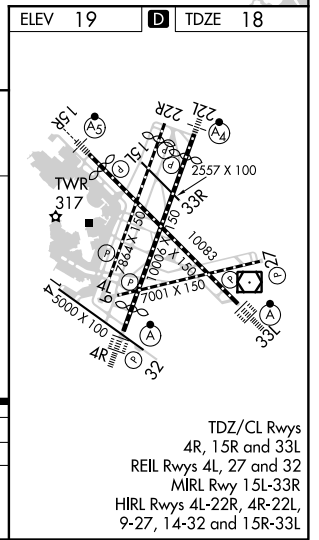 ELEV 19 D TDZE 18
15R
A5
P
22R
22L
A4
15L
P
P
2557 X 100
33R
TWR
317
P
7864 X 150
10006 X 150
10083
27
P
9
4L
P
7001 X 150
P
5000 X 100
A
A
33L
4R
32
P
TDZ/CL Rwys
4R, 15R and 33L
REIL Rwys 4L, 27 and 32
MIRL Rwy 15L-33R
HIRL Rwys 4L-22R, 4R-22L,
9-27, 14-32 and 15R-33L